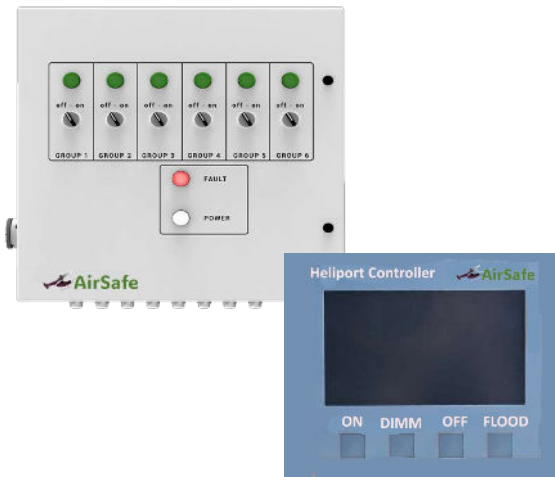 off - on off - on off - on off - on off - on off - on
GROUP 1 GROUP 2 GROUP 3 GROUP 4 GROUP 5 GROUP 6
FAULT
POWER
AirSafe
Heliport Controller AirSafe
ON DIMM OFF FLOOD